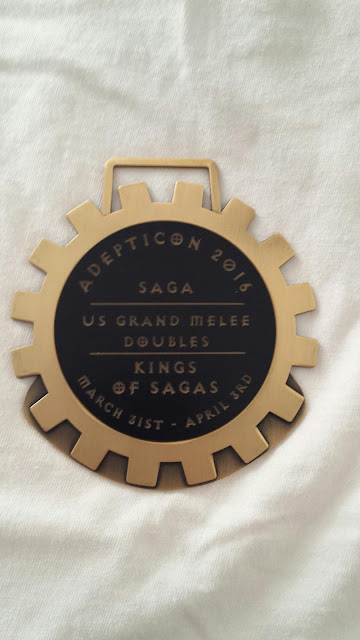 ADEPTICON 2016
SAGA
US GRAND MELEE
DOUBLES
KINGS
OF SAGAS
MARCH 31ST - APRIL 3RD